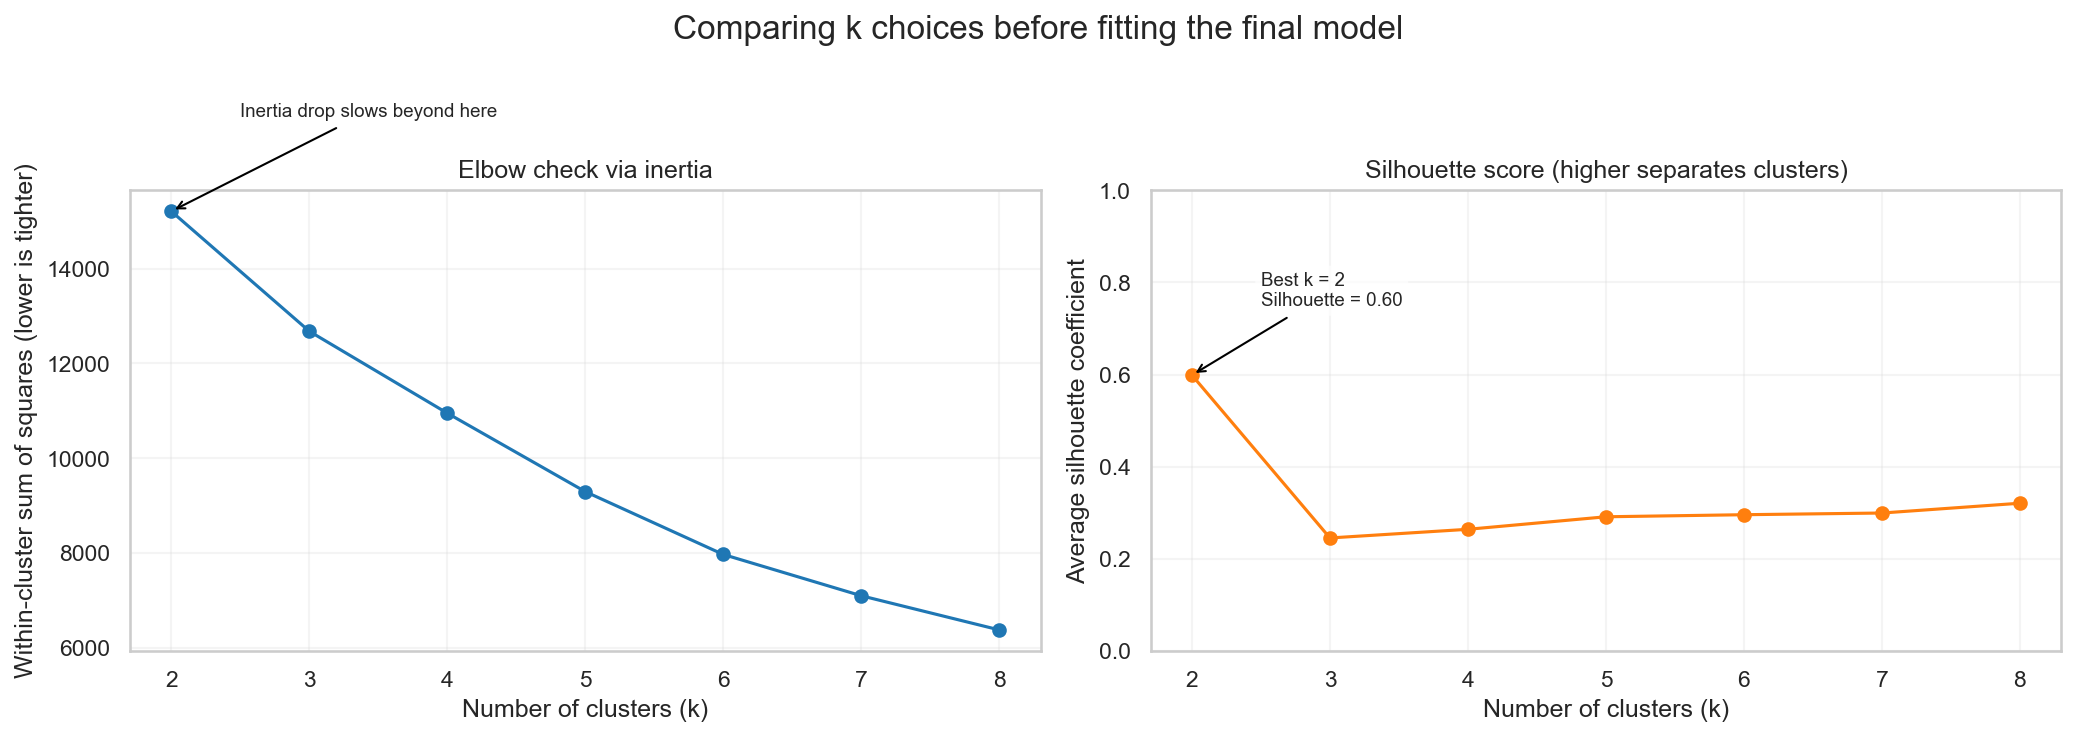 Comparing k choices before fitting the final model
Inertia drop slows beyond here
Elbow check via inertia
Within-cluster sum of squares (lower is tighter)
14000
12000
10000
8000
6000
2 3 4 5 6 7 8
Number of clusters (k)
Silhouette score (higher separates clusters)
Average silhouette coefficient
1.0
0.8
0.6
0.4
0.2
0.0
Best k = 2
Silhouette = 0.60
2 3 4 5 6 7 8
Number of clusters (k)